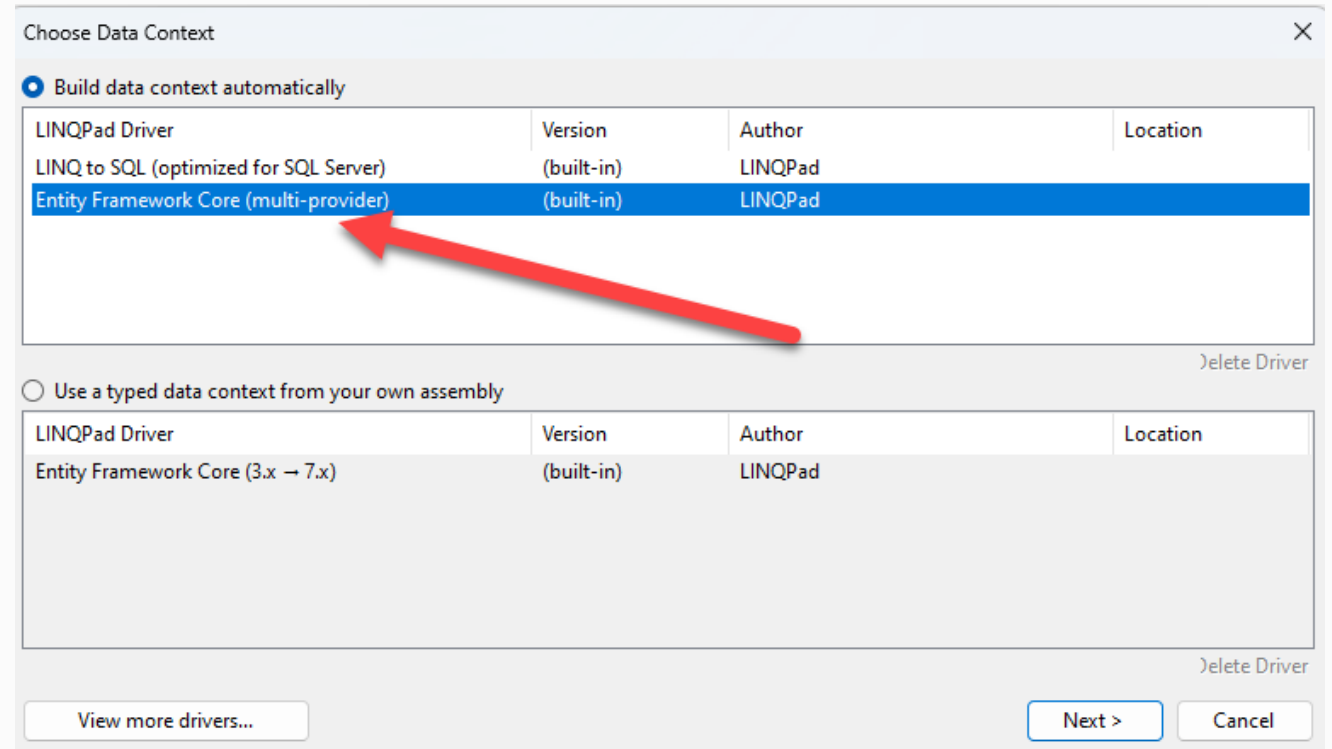 Choose Data Context
Build data context automatically
LINQPad Driver Version Author Location
LINQ to SQL (optimized for SQL Server) (built-in) LINQPad
Entity Framework Core (multi-provider) (built-in) LINQPad
Delete Driver
Use a typed data context from your own assembly
LINQPad Driver Version Author Location
Entity Framework Core (3.x → 7.x) (built-in) LINQPad
Delete Driver
View more drivers... Next > Cancel